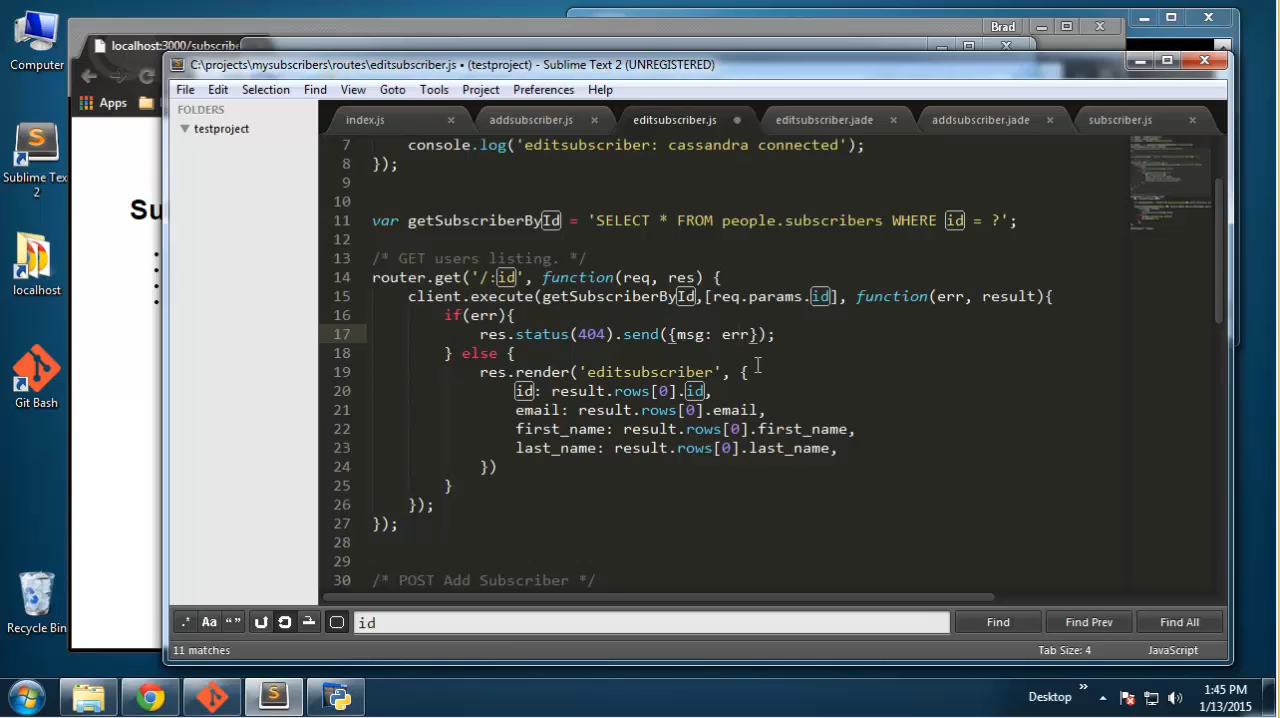 Computer
Sublime Text
2
localhost
Git Bash
Recycle Bin
Brad
localhost:3000/subscribe
Apps
Su
C:\projects\mysubscribers\routes\editsubscriber.js • (testproject) - Sublime Text 2 (UNREGISTERED)
File Edit Selection Find View Goto Tools Project Preferences Help
FOLDERS
testproject
index.js addsubscriber.js editsubscriber.js editsubscriber.jade addsubscriber.jade subscriber.js
7 console.log('editsubscriber: cassandra connected');
8 });
9
10
11 var getSubscriberById = 'SELECT * FROM people.subscribers WHERE id = ?';
12
13 /* GET users listing. */
14 router.get('/:id', function(req, res) {
15 client.execute(getSubscriberById,[req.params.id], function(err, result){
16 if(err){
17 res.status(404).send({msg: err});
18 } else {
19 res.render('editsubscriber', {
20 id: result.rows[0].id,
21 email: result.rows[0].email,
22 first_name: result.rows[0].first_name,
23 last_name: result.rows[0].last_name,
24 })
25 }
26 });
27 });
28
29
30 /* POST Add Subscriber */
.* Aa “” id Find Find Prev Find All
11 matches Tab Size: 4 JavaScript
Desktop » 1:45 PM
1/13/2015